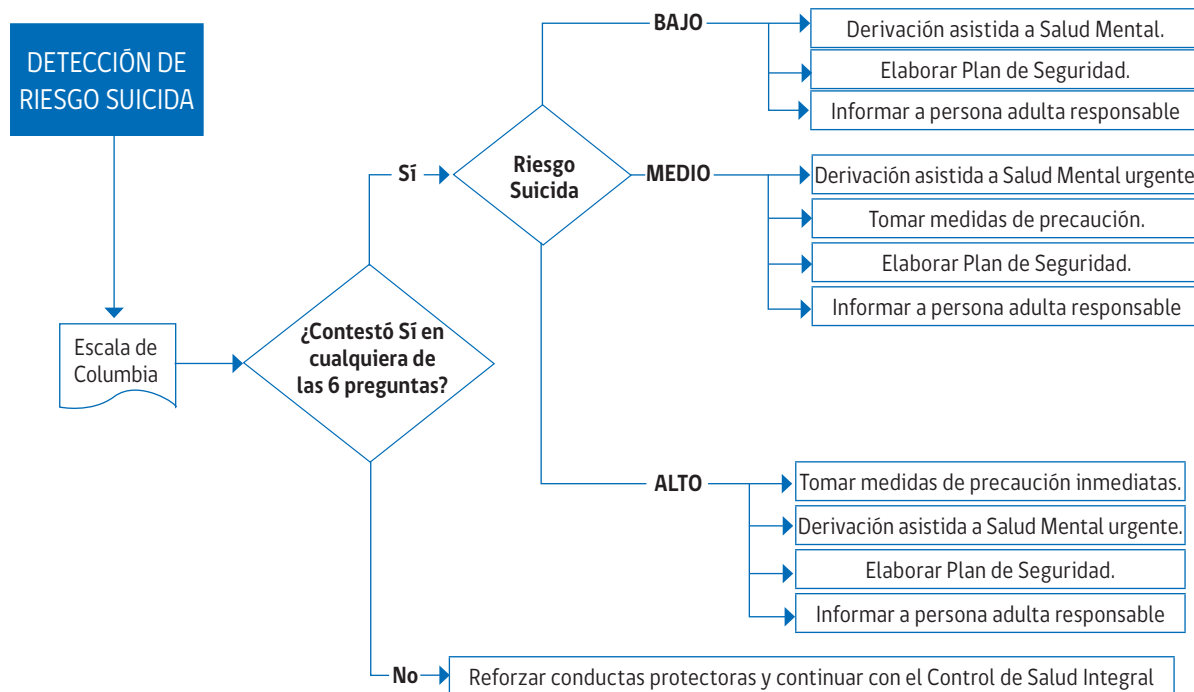 DETECCIÓN DE
RIESGO SUICIDA
Escala de
Columbia
¿Contestó Sí en
cualquiera de
las 6 preguntas?
Sí
Riesgo
Suicida
BAJO
Derivación asistida a Salud Mental.
Elaborar Plan de Seguridad.
Informar a persona adulta responsable
MEDIO
Derivación asistida a Salud Mental urgente
Tomar medidas de precaución.
Elaborar Plan de Seguridad.
Informar a persona adulta responsable
ALTO
Tomar medidas de precaución inmediatas.
Derivación asistida a Salud Mental urgente.
Elaborar Plan de Seguridad.
Informar a persona adulta responsable
No
Reforzar conductas protectoras y continuar con el Control de Salud Integral